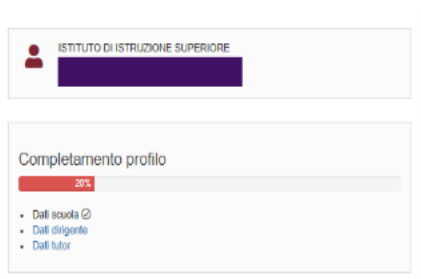 ISTITUTO DI ISTRUZIONE SUPERIORE
Completamento profilo
20%
Dati scuola
Dati dirigente
Dati tutor